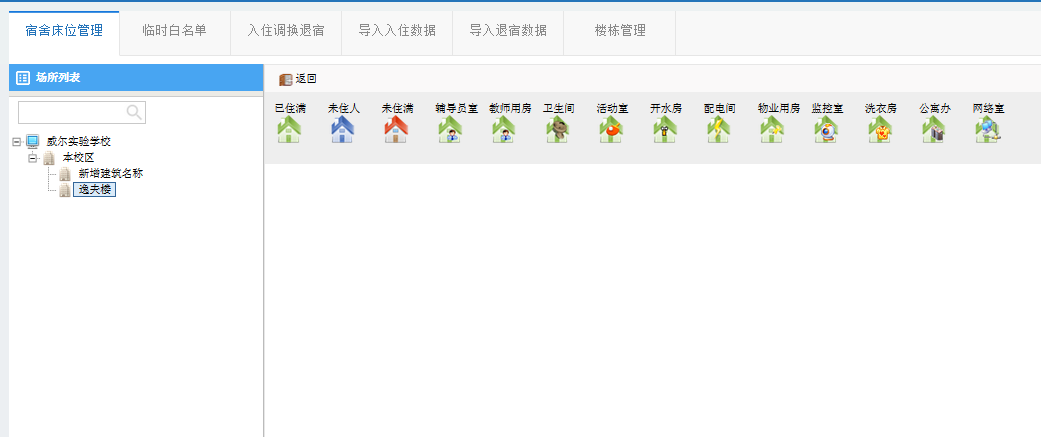 宿舍床位管理 临时白名单 入住调换退宿 导入入住数据 导入退宿数据 楼栋管理
场所列表
返回
已住满 未住人 未住满 辅导员室 教师用房 卫生间 活动室 开水房 配电间 物业用房 监控室 洗衣房 公寓办 网络室
威尔实验学校
本校区
新增建筑名称
逸夫楼